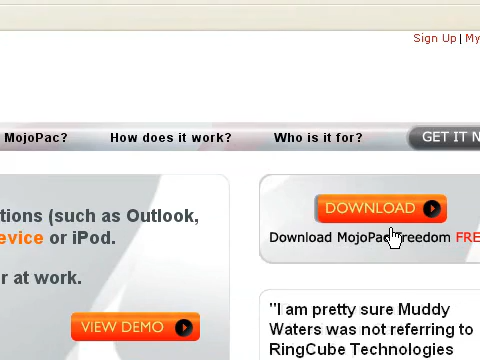 Sign Up | My
MojoPac? How does it work? Who is it for? GET IT N
DOWNLOAD
Download MojoPac Freedom FRE
tions (such as Outlook,
evice or iPod.
r at work.
VIEW DEMO
"I am pretty sure Muddy
Waters was not referring to
RingCube Technologies